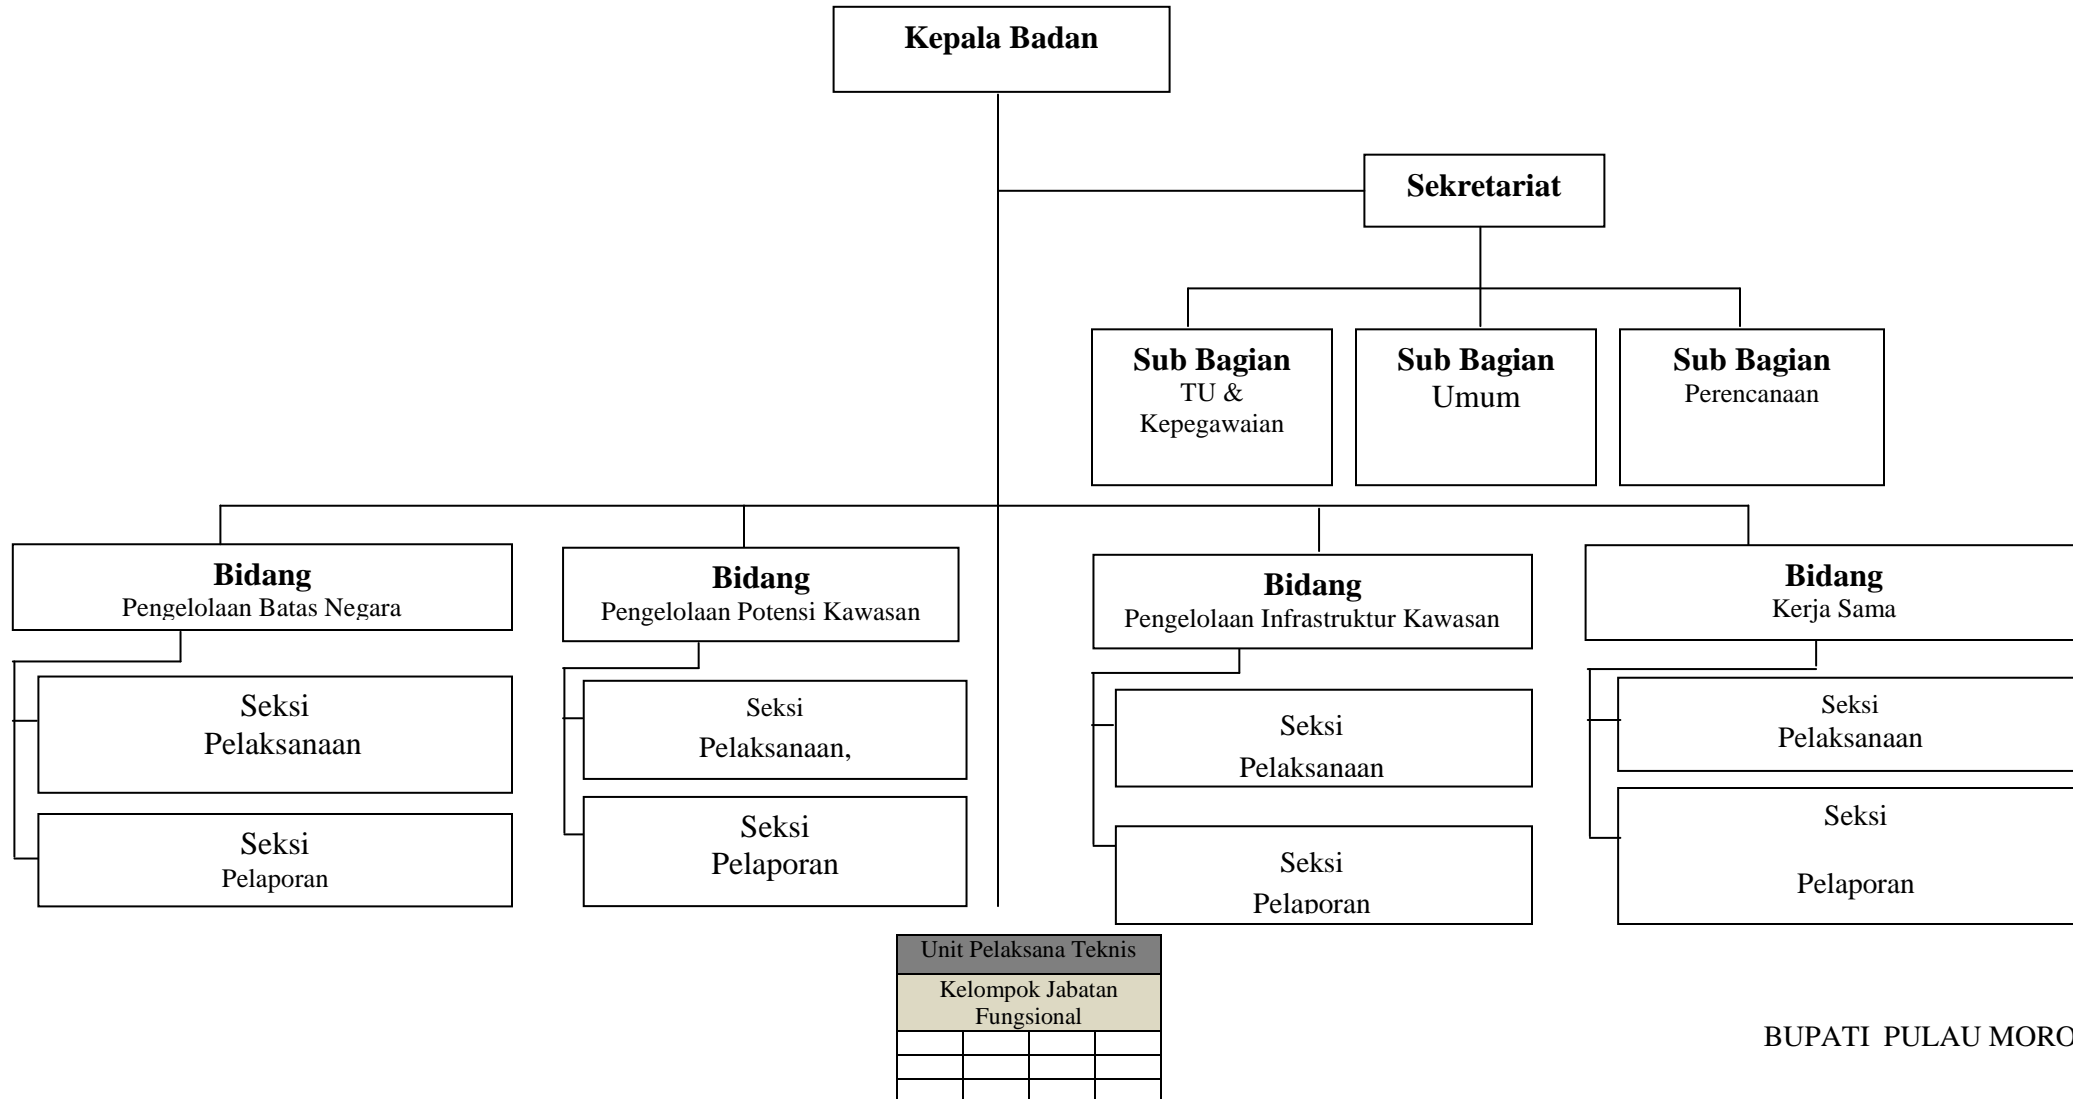 Kepala Badan
Sekretariat
Sub Bagian
TU &
Kepegawaian
Sub Bagian
Umum
Sub Bagian
Perencanaan
Bidang
Pengelolaan Batas Negara
Bidang
Pengelolaan Potensi Kawasan
Bidang
Pengelolaan Infrastruktur Kawasan
Bidang
Kerja Sama
Seksi
Pelaksanaan
Seksi
Pelaporan
Seksi
Pelaksanaan,
Seksi
Pelaporan
Seksi
Pelaksanaan
Seksi
Pelaporan
Seksi
Pelaksanaan
Seksi
Pelaporan
Unit Pelaksana Teknis
Kelompok Jabatan
Fungsional
BUPATI PULAU MORO